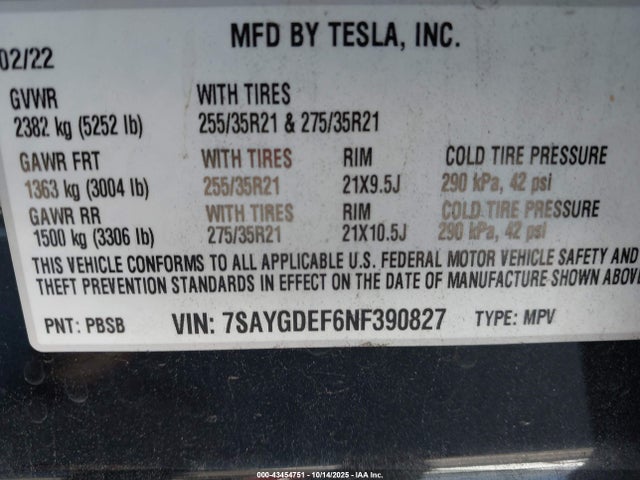 MFD BY TESLA, INC.
02/22
GVWR WITH TIRES
2382 kg (5252 lb) 255/35R21 & 275/35R21
GAWR FRT WITH TIRES RIM COLD TIRE PRESSURE
1363 kg (3004 lb) 255/35R21 21X9.5J 290 kPa, 42 psi
GAWR RR WITH TIRES RIM COLD TIRE PRESSURE
1500 kg (3306 lb) 275/35R21 21X10.5J 290 kPa, 42 psi
THIS VEHICLE CONFORMS TO ALL APPLICABLE U.S. FEDERAL MOTOR VEHICLE SAFETY AND
THEFT PREVENTION STANDARDS IN EFFECT ON THE DATE OF MANUFACTURE SHOWN ABOVE
PNT: PBSB VIN: 7SAYGDEF6NF390827 TYPE: MPV
000-43454751 - 10/14/2025 - IAA Inc.